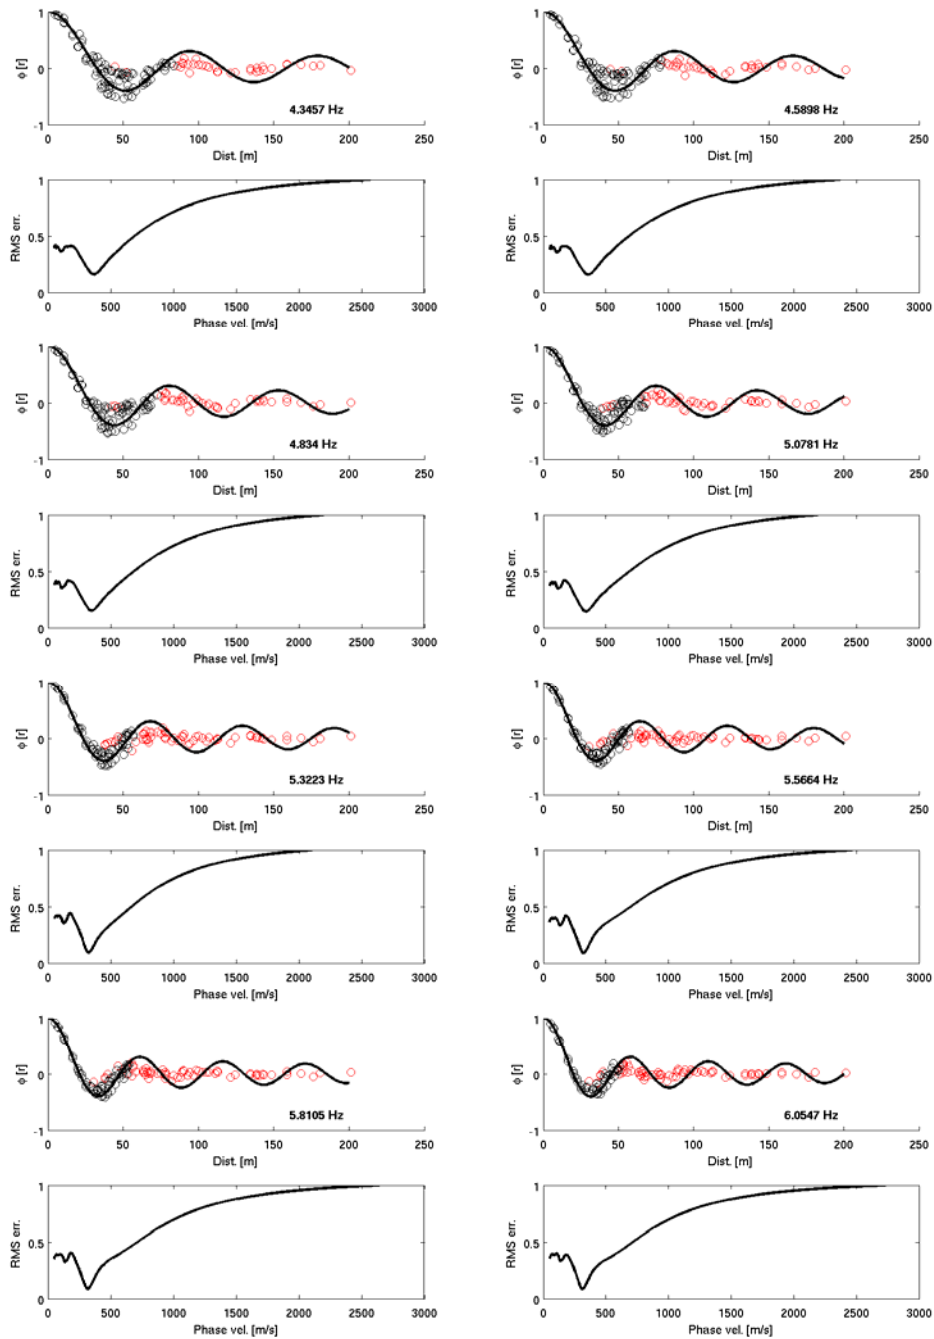 1
0
-1
φ [r]
4.3457 Hz
0 50 100 150 200 250
Dist. [m]
1
0
-1
φ [r]
4.5898 Hz
0 50 100 150 200 250
Dist. [m]
1
0.5
0
RMS err.
0 500 1000 1500 2000 2500 3000
Phase vel. [m/s]
1
0.5
0
RMS err.
0 500 1000 1500 2000 2500 3000
Phase vel. [m/s]
1
0
-1
φ [r]
4.834 Hz
0 50 100 150 200 250
Dist. [m]
1
0
-1
φ [r]
5.0781 Hz
0 50 100 150 200 250
Dist. [m]
1
0.5
0
RMS err.
0 500 1000 1500 2000 2500 3000
Phase vel. [m/s]
1
0.5
0
RMS err.
0 500 1000 1500 2000 2500 3000
Phase vel. [m/s]
1
0
-1
φ [r]
5.3223 Hz
0 50 100 150 200 250
Dist. [m]
1
0
-1
φ [r]
5.5664 Hz
0 50 100 150 200 250
Dist. [m]
1
0.5
0
RMS err.
0 500 1000 1500 2000 2500 3000
Phase vel. [m/s]
1
0.5
0
RMS err.
0 500 1000 1500 2000 2500 3000
Phase vel. [m/s]
1
0
-1
φ [r]
5.8105 Hz
0 50 100 150 200 250
Dist. [m]
1
0
-1
φ [r]
6.0547 Hz
0 50 100 150 200 250
Dist. [m]
1
0.5
0
RMS err.
0 500 1000 1500 2000 2500 3000
Phase vel. [m/s]
1
0.5
0
RMS err.
0 500 1000 1500 2000 2500 3000
Phase vel. [m/s]